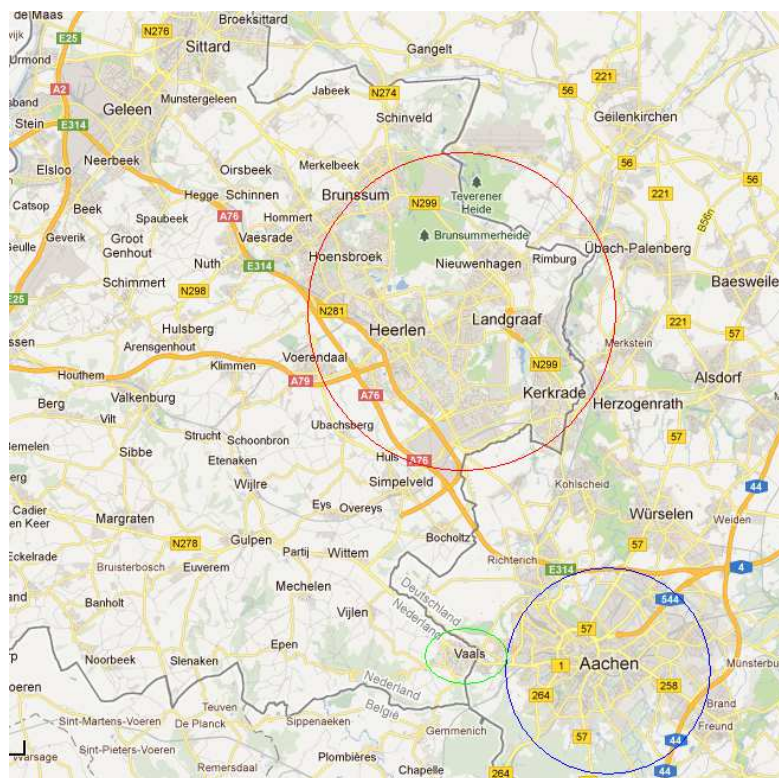 de Maas
Broeksittard
E25
N276
Sittard
Gangelt
Urmond
A2
221
56
Geleen
Munstergeleen
Jabeek
N274
Stein
E314
Schinveld
Geilenkirchen
Neerbeek
Elsloo
Oirsbeek
Merkelbeek
56
Catsop
Beek
Hegge
Schinnen
Brunssum
Teverener
Heide
221
56
Spaubeek
A76
Hommert
N299
B56n
Geulle
Geverik
Groot
Genhout
Vaesrade
Brunsummerheide
Übach-Palenberg
Nuth
E314
Hoensbroek
Nieuwenhagen
Rimburg
Baesweile
E25
Schimmert
N298
N281
Landgraaf
221
57
Hulsberg
Heerlen
Merkstein
Arensgenhout
Voerendaal
Klimmen
N299
Alsdorf
Houthem
A79
A76
Kerkrade
Berg
Valkenburg
Herzogenrath
Vilt
Ubachsberg
Strucht
Schoonbron
57
Sibbe
Etenaken
Huls
A76
Simpelveld
Kohlscheid
44
Wijlre
Cadier
en Keer
Margraten
Eys
Overeys
Würselen
Weiden
N278
Gulpen
Partij
Wittem
Bocholtz
57
Eckelrade
Bruisterbosch
Euverem
Richterich
E314
4
Mechelen
Deutschland
Nederland
544
Banholt
Vijlen
57
Epen
Vaals
Noorbeek
Slenaken
1
Aachen
Münsterbus
Nederland
België
264
258
Brand
Teuven
Freund
Sint-Martens-Voeren
De Planck
Sippenaeken
Gemmenich
57
44
Sint-Pieters-Voeren
Plombières
Warsage
Remersdaal
Chapelle
264
44